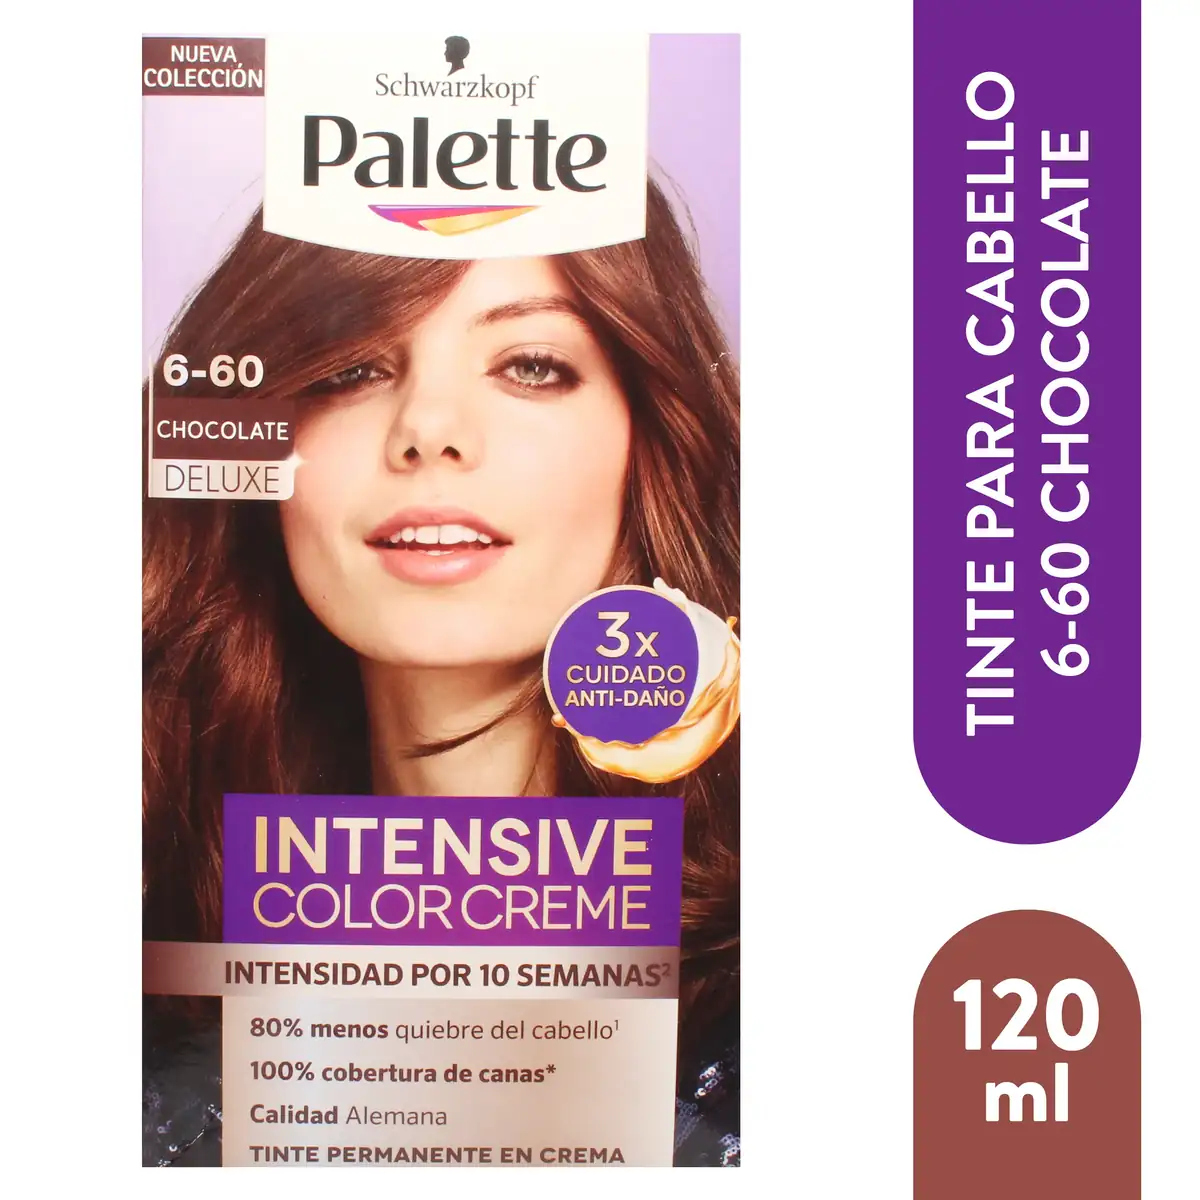 NUEVA
COLECCIÓN
Schwarzkopf
Palette
6-60
CHOCOLATE
DELUXE
3x
CUIDADO
ANTI-DAÑO
INTENSIVE
COLOR CREME
INTENSIDAD POR 10 SEMANAS²
80% menos quiebre del cabello¹
100% cobertura de canas*
Calidad Alemana
TINTE PERMANENTE EN CREMA
TINTE PARA CABELLO
6-60 CHOCOLATE
120
ml